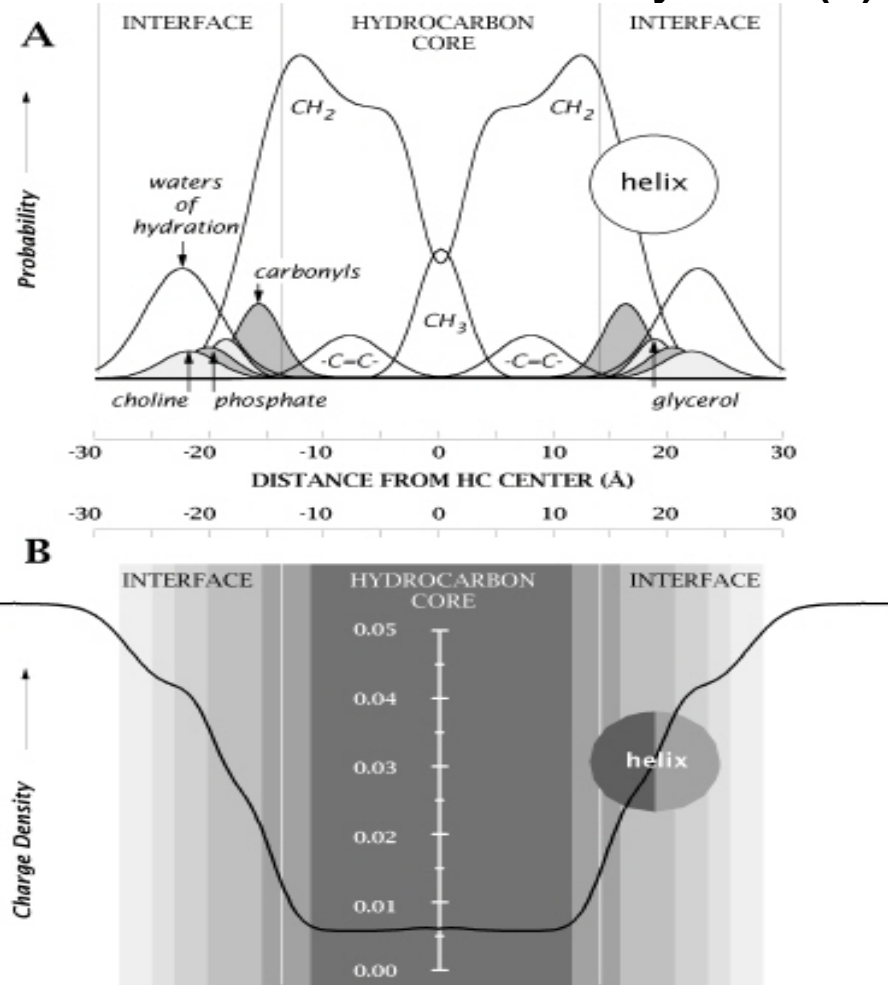 A
INTERFACE HYDROCARBON INTERFACE
CORE
CH2 CH2
helix
waters
of
hydration
carbonyls
CH3
-C=C- -C=C-
choline phosphate glycerol
Probability
-30 -20 -10 0 10 20 30
DISTANCE FROM HC CENTER (Å)
-30 -20 -10 0 10 20 30
B
INTERFACE HYDROCARBON INTERFACE
CORE
0.05
0.04
0.03
helix
0.02
0.01
0.00
Charge Density